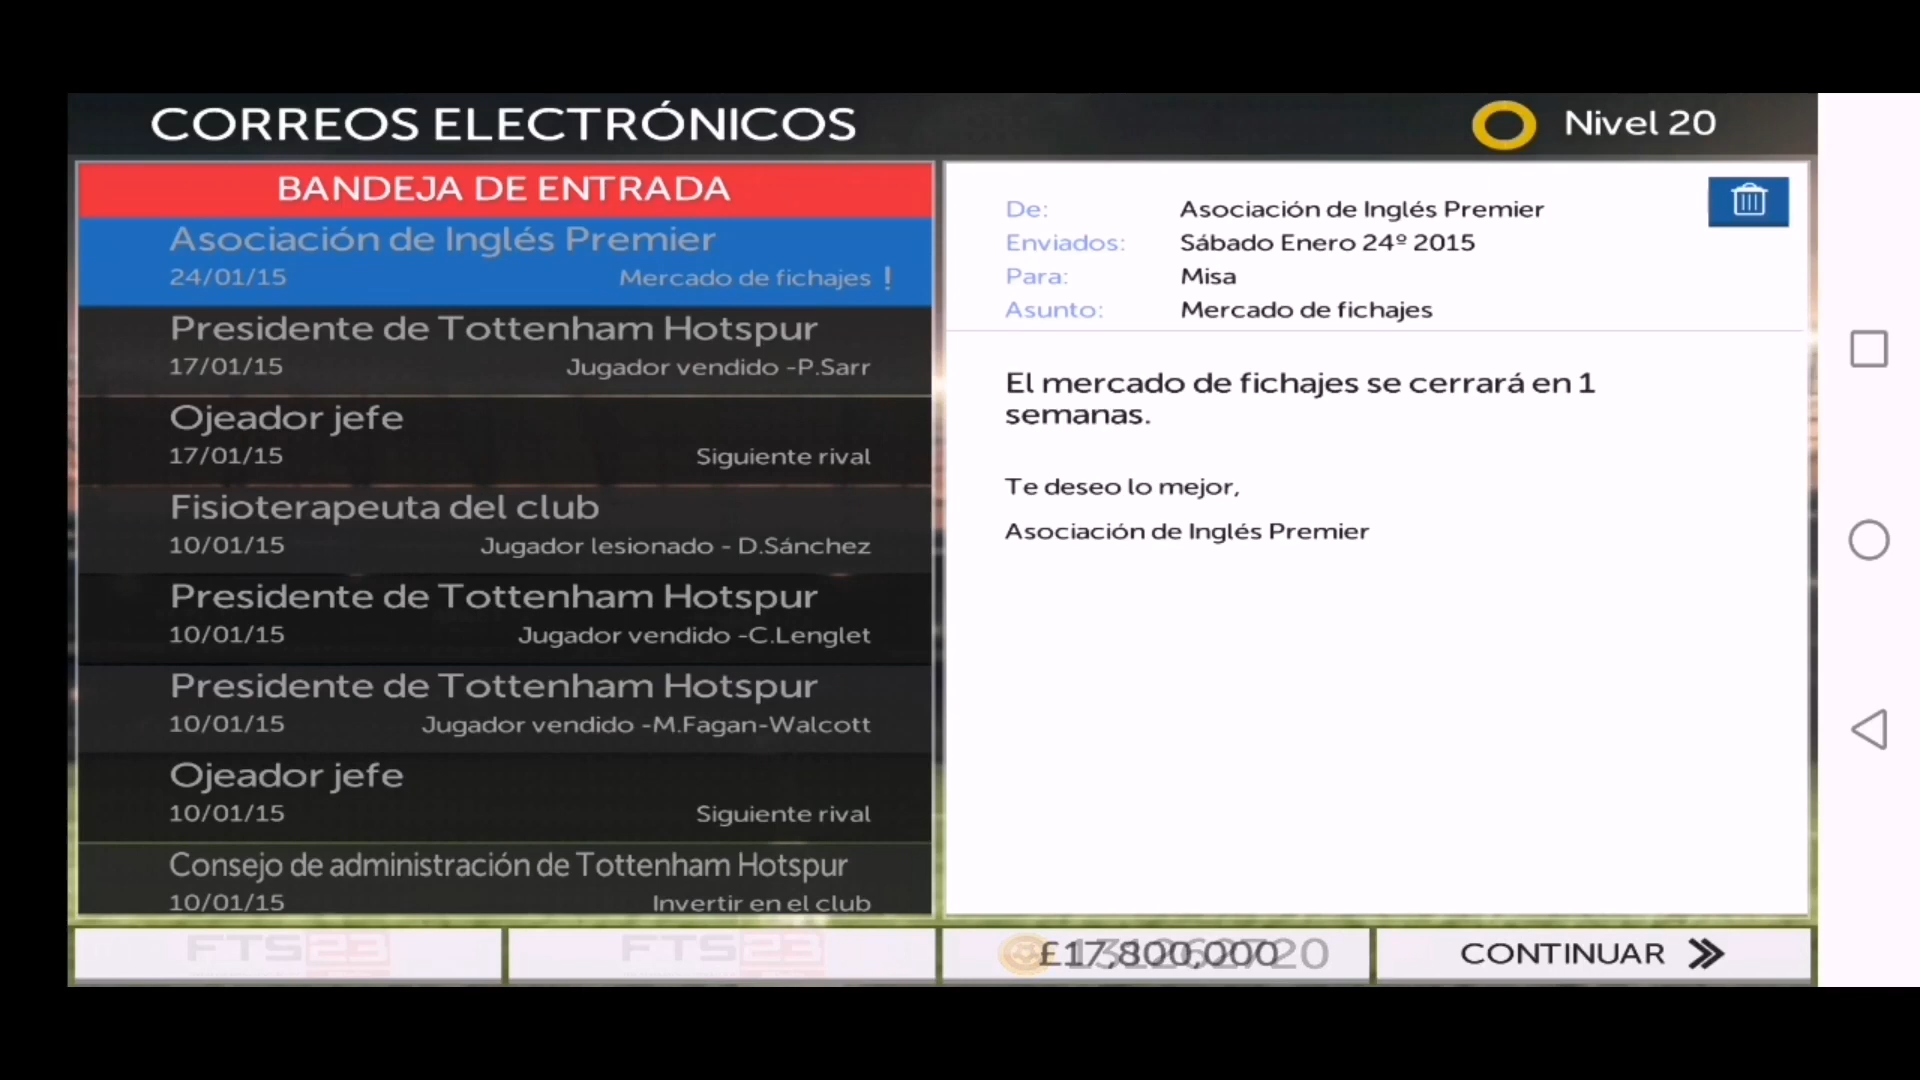 CORREOS ELECTRÓNICOS
Nivel 20
BANDEJA DE ENTRADA
Asociación de Inglés Premier
24/01/15 Mercado de fichajes !
Presidente de Tottenham Hotspur
17/01/15 Jugador vendido -P.Sarr
Ojeador jefe
17/01/15 Siguiente rival
Fisioterapeuta del club
10/01/15 Jugador lesionado - D.Sánchez
Presidente de Tottenham Hotspur
10/01/15 Jugador vendido -C.Lenglet
Presidente de Tottenham Hotspur
10/01/15 Jugador vendido -M.Fagan-Walcott
Ojeador jefe
10/01/15 Siguiente rival
Consejo de administración de Tottenham Hotspur
10/01/15 Invertir en el club
De: Asociación de Inglés Premier
Enviados: Sábado Enero 24º 2015
Para: Misa
Asunto: Mercado de fichajes
El mercado de fichajes se cerrará en 1
semanas.
Te deseo lo mejor,
Asociación de Inglés Premier
FTS23
FTS23
£17,800,000
CONTINUAR